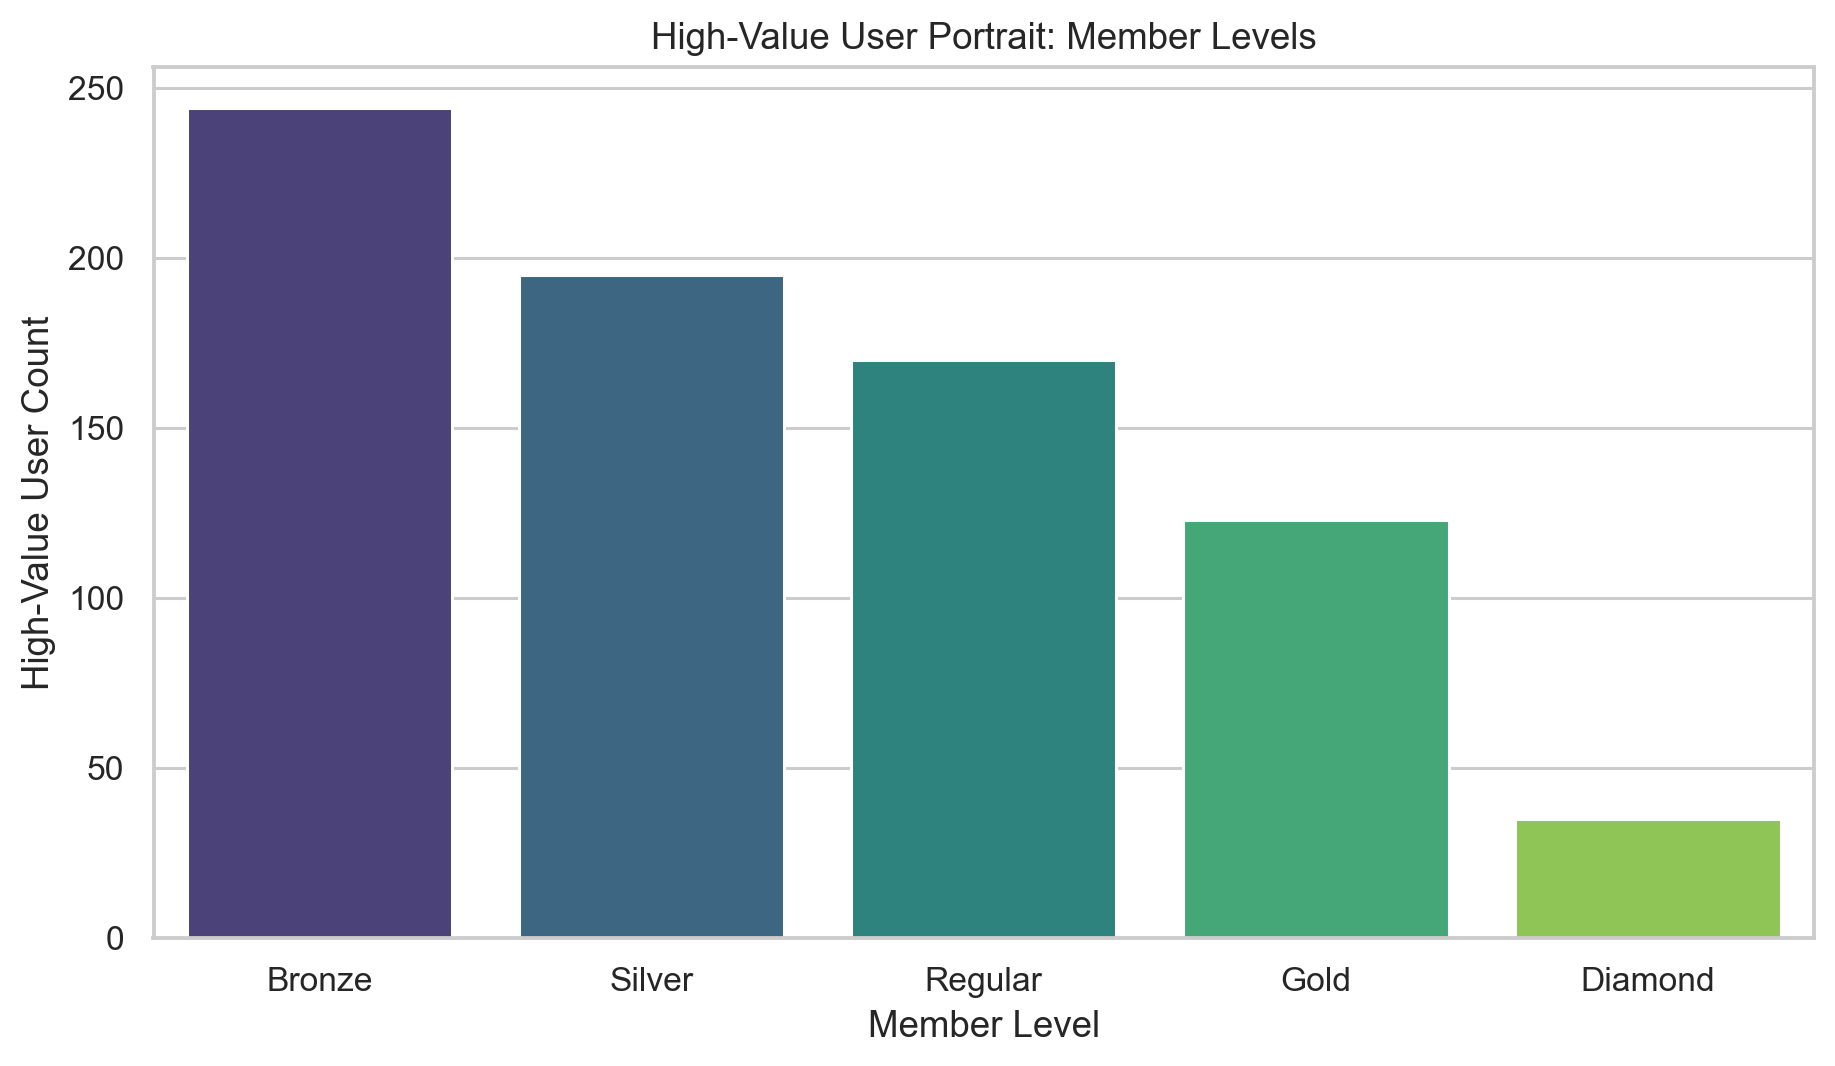 High-Value User Portrait: Member Levels
250
200
150
100
50
0
High-Value User Count
Bronze Silver Regular Gold Diamond
Member Level